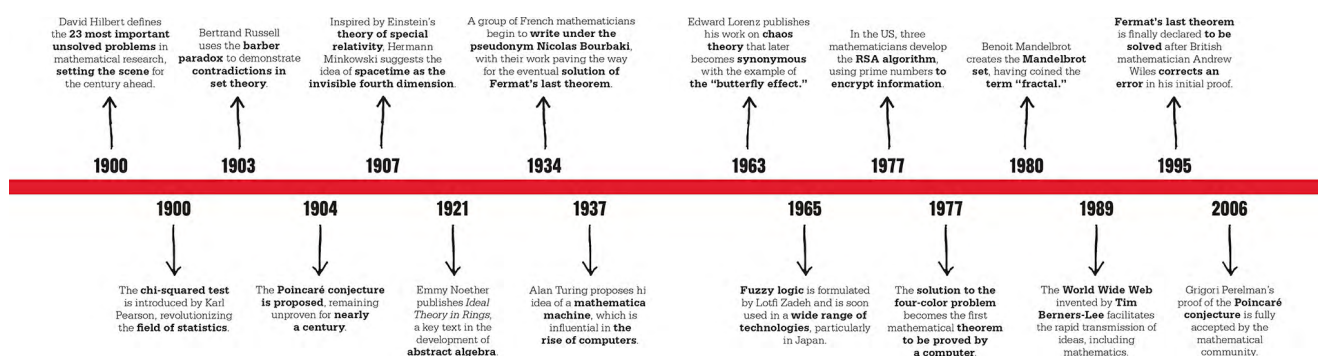 David Hilbert defines
the 23 most important
unsolved problems in
mathematical research,
setting the scene for
the century ahead.
1900
Bertrand Russell
uses the barber
paradox to demonstrate
contradictions in
set theory.
1903
Inspired by Einstein's
theory of special
relativity, Hermann
Minkowski suggests the
idea of spacetime as the
invisible fourth dimension.
1907
A group of French mathematicians
begin to write under the
pseudonym Nicolas Bourbaki,
with their work paving the way
for the eventual solution of
Fermat's last theorem.
1934
Edward Lorenz publishes
his work on chaos
theory that later
becomes synonymous
with the example of
the “butterfly effect.”
1963
In the US, three
mathematicians develop
the RSA algorithm,
using prime numbers to
encrypt information.
1977
Benoit Mandelbrot
creates the Mandelbrot
set, having coined the
term “fractal.”
1980
Fermat's last theorem
is finally declared to be
solved after British
mathematician Andrew
Wiles corrects an
error in his initial proof.
1995
1900
The chi-squared test
is introduced by Karl
Pearson, revolutionizing
the field of statistics.
1904
The Poincaré conjecture
is proposed, remaining
unproven for nearly
a century.
1921
Emmy Noether
publishes Ideal
Theory in Rings,
a key text in the
development of
abstract algebra.
1937
Alan Turing proposes hi
idea of a mathematica
machine, which is
influential in the
rise of computers.
1965
Fuzzy logic is formulated
by Lotfi Zadeh and is soon
used in a wide range of
technologies, particularly
in Japan.
1977
The solution to the
four-color problem
becomes the first
mathematical theorem
to be proved by
a computer.
1989
The World Wide Web
invented by Tim
Berners-Lee facilitates
the rapid transmission of
ideas, including
mathematics.
2006
Grigori Perelman's
proof of the Poincaré
conjecture is fully
accepted by the
mathematical
community.